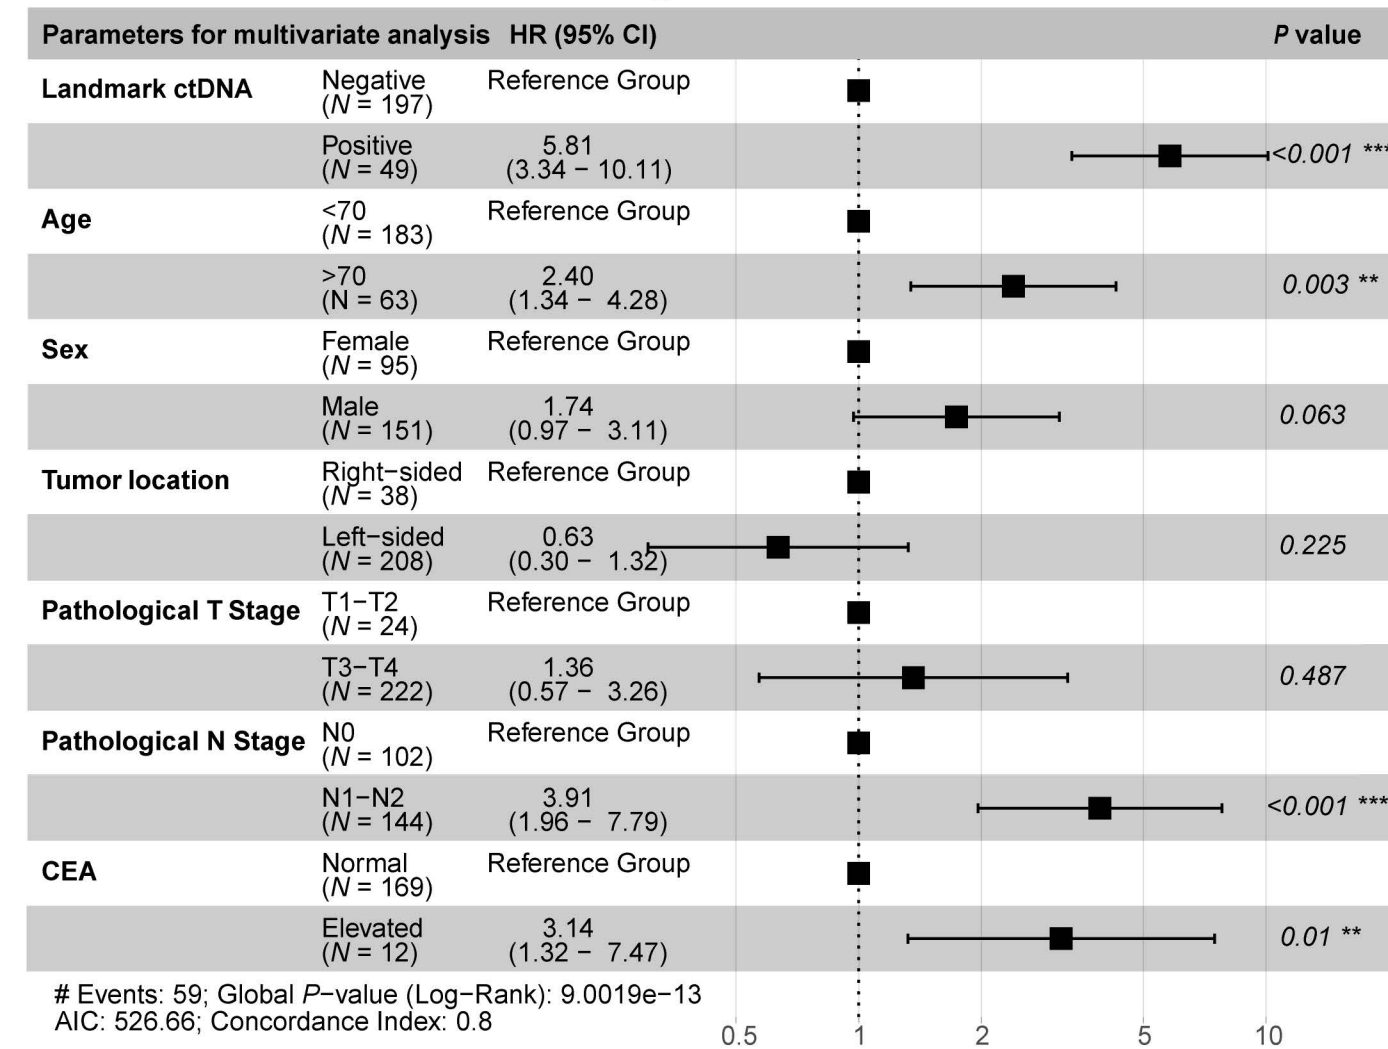 Parameters for multivariate analysis HR (95% CI) P value
Landmark ctDNA Negative (N = 197) Reference Group
Positive (N = 49) 5.81 (3.34 − 10.11) <0.001 ***
Age <70 (N = 183) Reference Group
>70 (N = 63) 2.40 (1.34 − 4.28) 0.003 **
Sex Female (N = 95) Reference Group
Male (N = 151) 1.74 (0.97 − 3.11) 0.063
Tumor location Right−sided (N = 38) Reference Group
Left−sided (N = 208) 0.63 (0.30 − 1.32) 0.225
Pathological T Stage T1−T2 (N = 24) Reference Group
T3−T4 (N = 222) 1.36 (0.57 − 3.26) 0.487
Pathological N Stage N0 (N = 102) Reference Group
N1−N2 (N = 144) 3.91 (1.96 − 7.79) <0.001 ***
CEA Normal (N = 169) Reference Group
Elevated (N = 12) 3.14 (1.32 − 7.47) 0.01 **
# Events: 59; Global P−value (Log−Rank): 9.0019e−13
AIC: 526.66; Concordance Index: 0.8
0.5 1 2 5 10